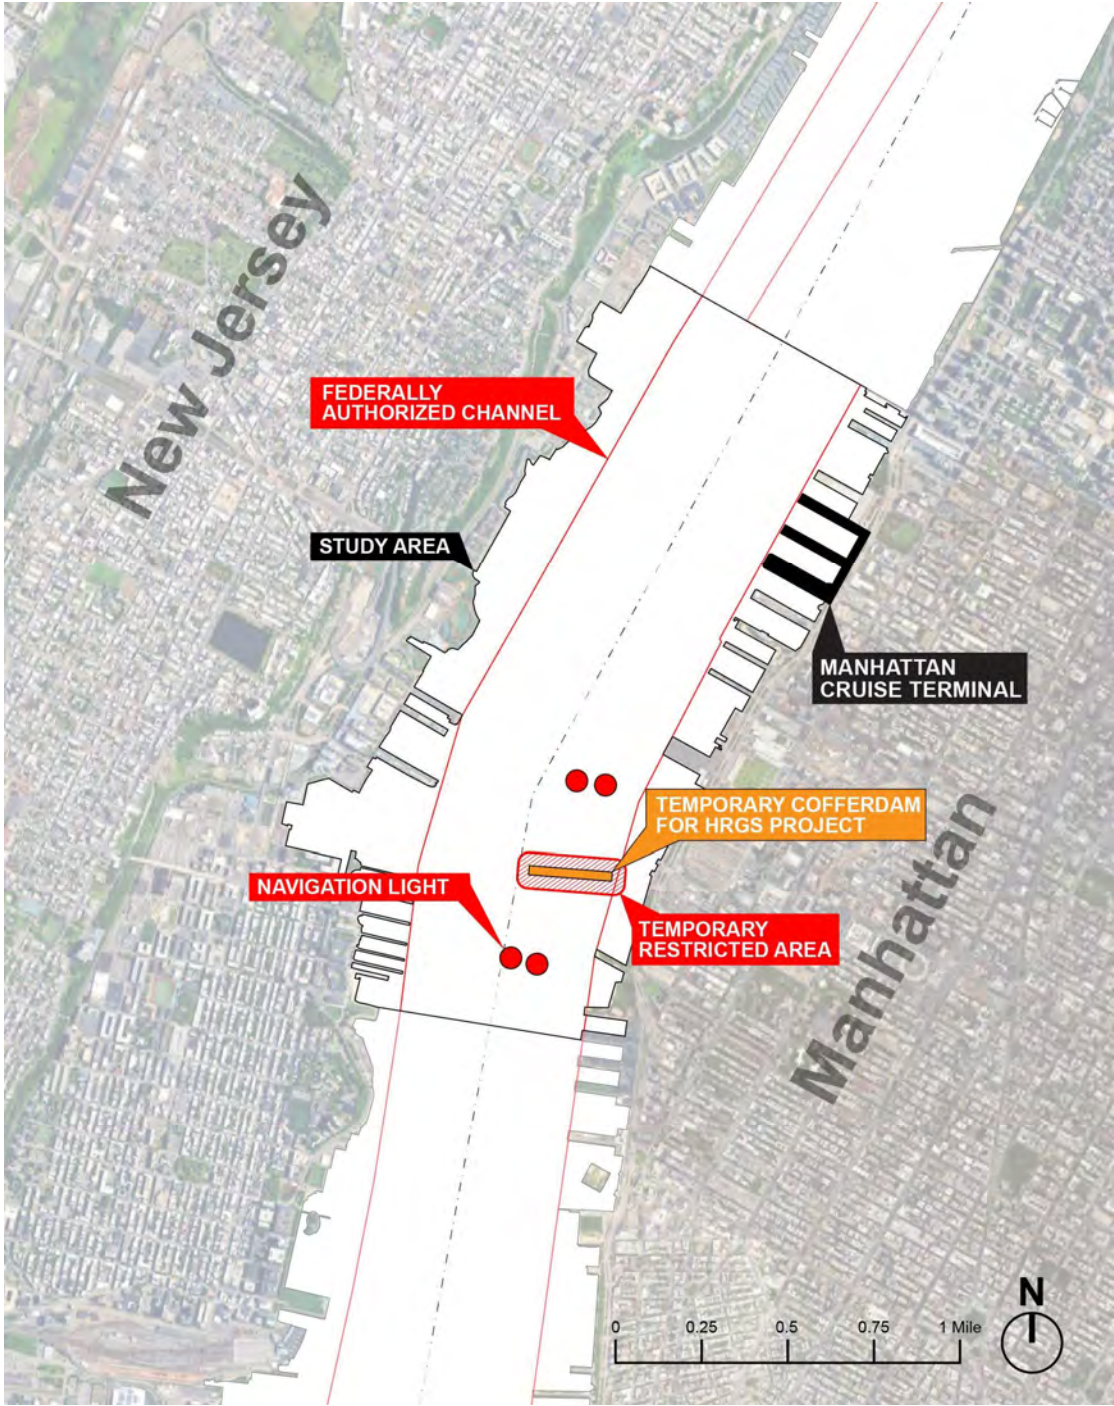 New Jersey
FEDERALLY
AUTHORIZED CHANNEL
STUDY AREA
MANHATTAN
CRUISE TERMINAL
TEMPORARY COFFERDAM
FOR HRGS PROJECT
NAVIGATION LIGHT
TEMPORARY
RESTRICTED AREA
Manhattan
N
0 0.25 0.5 0.75 1 Mile